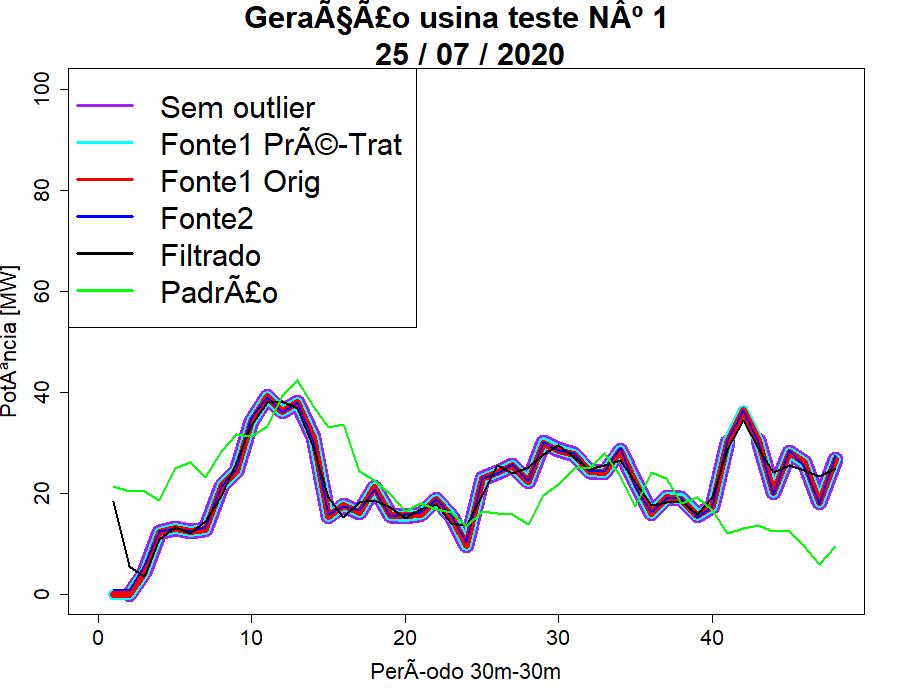 GeraÃ§Ã£o usina teste NÂº 1
25 / 07 / 2020
Sem outlier
Fonte1 PrÃ©-Trat
Fonte1 Orig
Fonte2
Filtrado
PadrÃ£o
PotÃªncia [MW]
100
80
60
40
20
0
0 10 20 30 40
PerÃ-odo 30m-30m